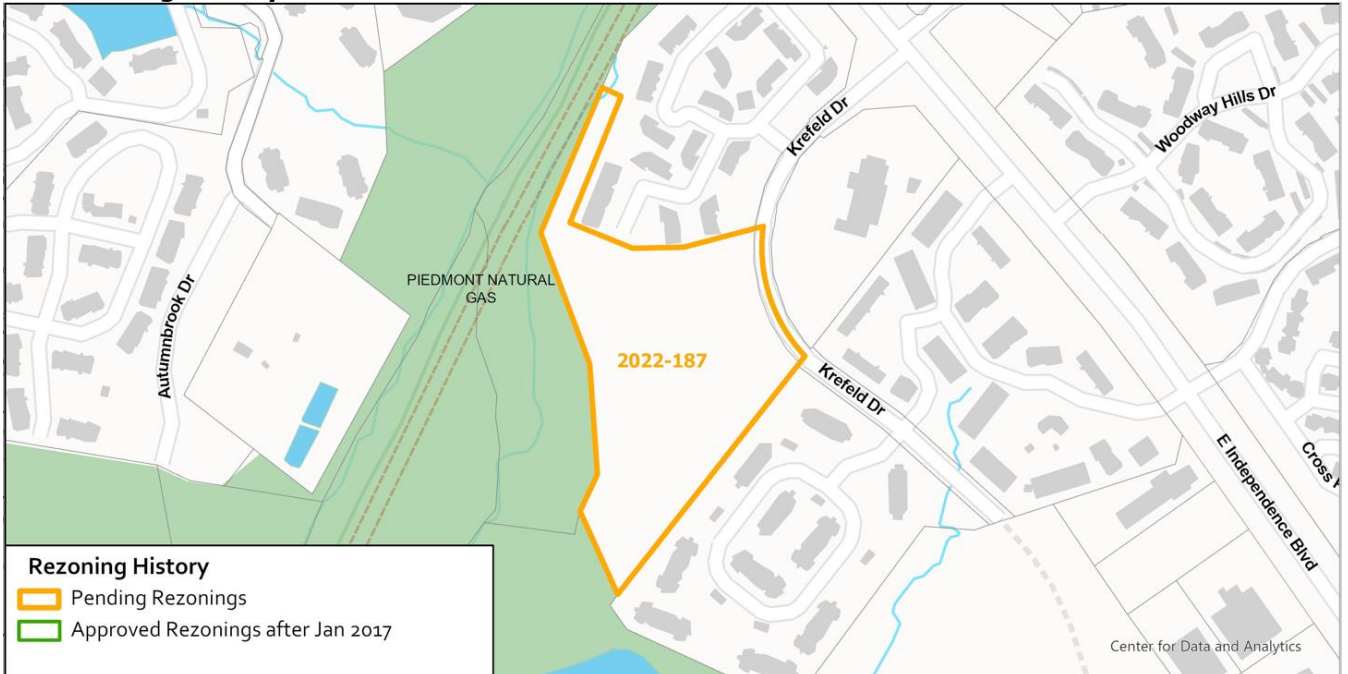 Woodway Hills Dr
Krefeld Dr
PIEDMONT NATURAL
GAS
Autumnbrook Dr
2022-187
Krefeld Dr
E Independence Blvd
Cross
Rezoning History
Pending Rezonings
Approved Rezonings after Jan 2017
Center for Data and Analytics